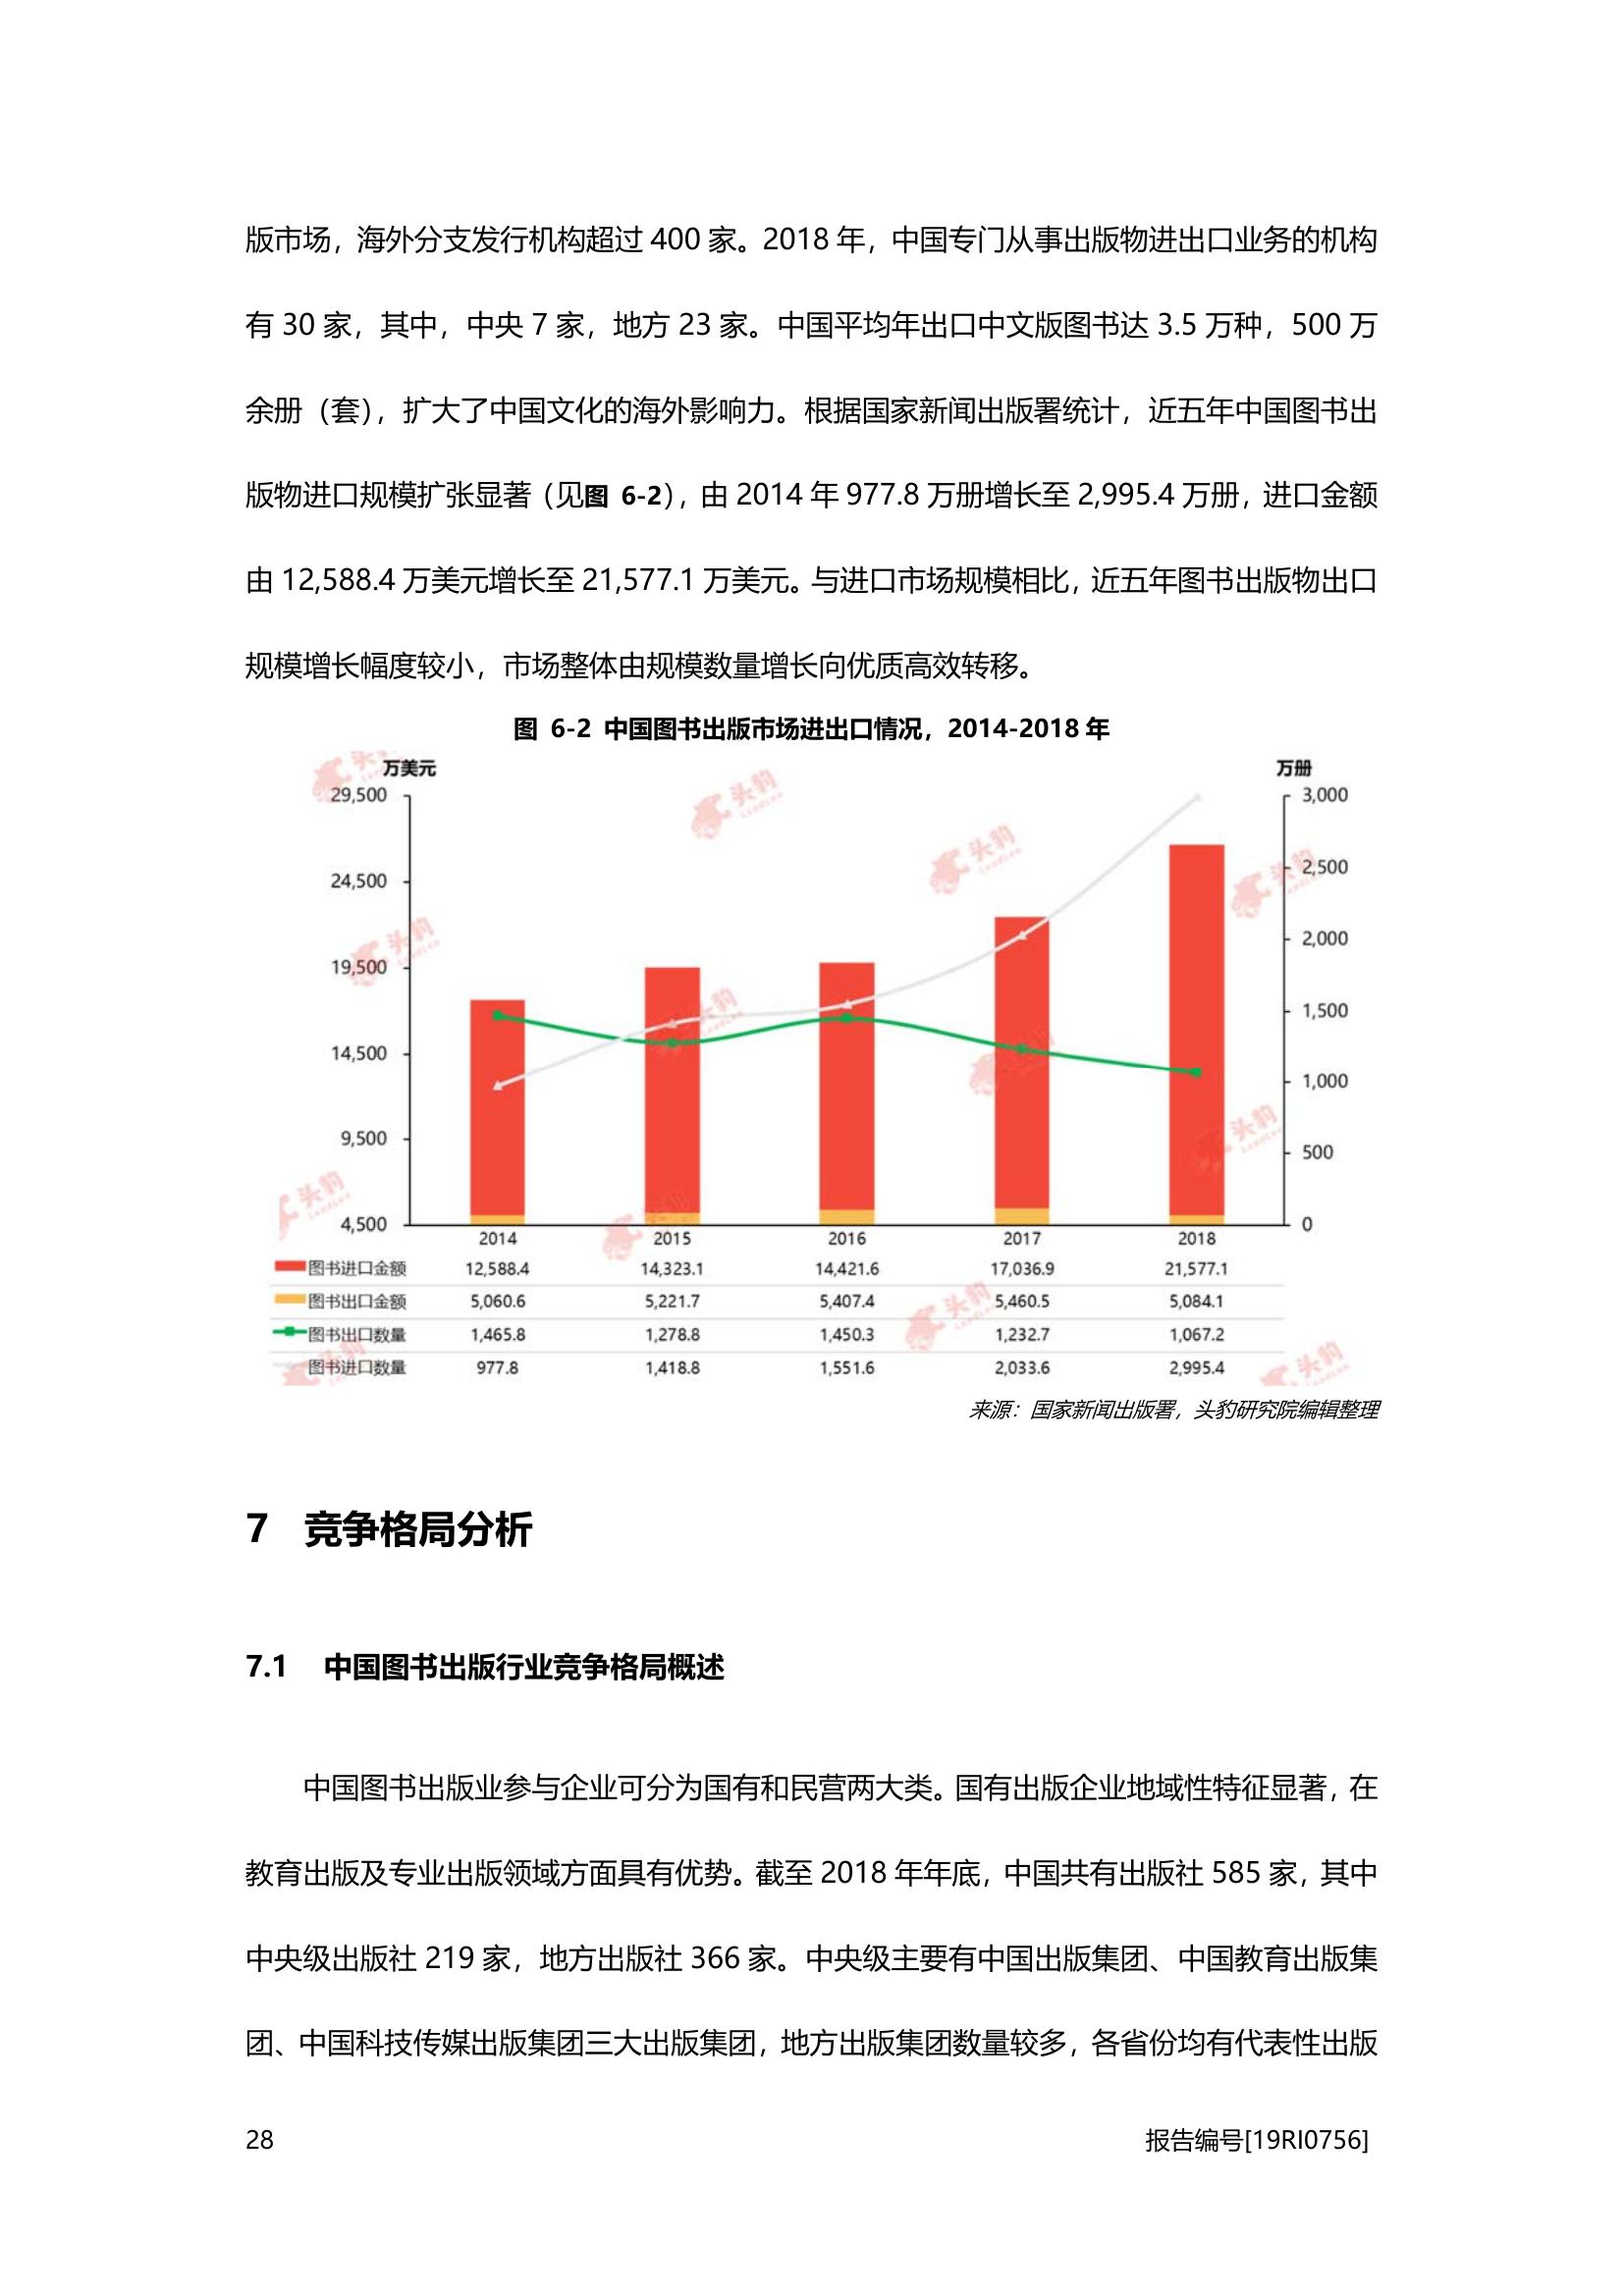 版市场，海外分支发行机构超过 400 家。2018 年，中国专门从事出版物进出口业务的机构
有 30 家，其中，中央 7 家，地方 23 家。中国平均年出口中文版图书达 3.5 万种，500 万
余册（套），扩大了中国文化的海外影响力。根据国家新闻出版署统计，近五年中国图书出
版物进口规模扩张显著（见图 6-2），由 2014 年 977.8 万册增长至 2,995.4 万册，进口金额
由 12,588.4 万美元增长至 21,577.1 万美元。与进口市场规模相比，近五年图书出版物出口
规模增长幅度较小，市场整体由规模数量增长向优质高效转移。
图 6-2 中国图书出版市场进出口情况，2014-2018 年
万美元 万册
29,500 3,000
24,500 2,500
19,500 2,000
14,500 1,500
9,500 1,000
4,500 500
0
2014 2015 2016 2017 2018
图书进口金额 12,588.4 14,323.1 14,421.6 17,036.9 21,577.1
图书出口金额 5,060.6 5,221.7 5,407.4 5,460.5 5,084.1
图书出口数量 1,465.8 1,278.8 1,450.3 1,232.7 1,067.2
图书进口数量 977.8 1,418.8 1,551.6 2,033.6 2,995.4
来源：国家新闻出版署，头豹研究院编辑整理
7 竞争格局分析
7.1 中国图书出版行业竞争格局概述
中国图书出版业参与企业可分为国有和民营两大类。国有出版企业地域性特征显著，在
教育出版及专业出版领域方面具有优势。截至 2018 年年底，中国共有出版社 585 家，其中
中央级出版社 219 家，地方出版社 366 家。中央级主要有中国出版集团、中国教育出版集
团、中国科技传媒出版集团三大出版集团，地方出版集团数量较多，各省份均有代表性出版
28 报告编号[19RI0756]